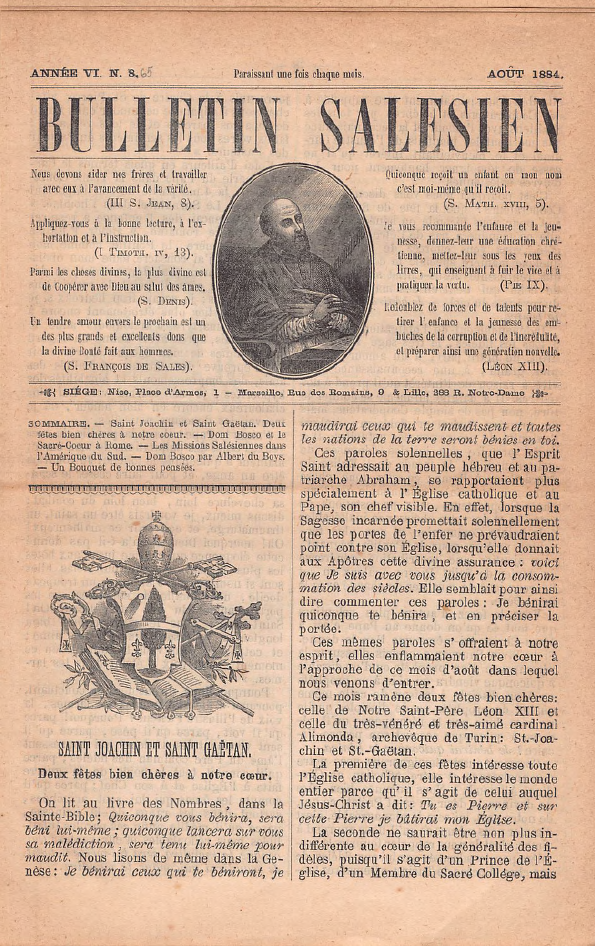 ANNÉE VI. N. 8. 65
Paraissant une fois chaque mois.
AOÛT 1884.
BULLETIN SALESIEN
Nous devons aider nos frères et travailler
avec eux à l'avancement de la vérité.
(III S. JEAN, 8).
Appliquez-vous à la bonne lecture, à l'ex-
hortation et à l'instruction.
(I TIMOTH. IV, 13).
Parmi les choses divines, la plus divine est
de Coopérer avec Dieu au salut des âmes.
(S. DENIS).
Un tendre amour envers le prochain est un
des plus grands et excellents dons que
la divine Bonté fait aux hommes.
(S. FRANÇOIS DE SALES).
Quiconque reçoit un enfant en mon nom
c'est moi-même qu'il reçoit.
(S. MATH. XVIII, 5).
Je vous recommande l'enfance et la jeu-
nesse, donnez-leur une éducation chré-
tienne, mettez-leur sous les yeux des
livres, qui enseignent à fuir le vice et à
pratiquer la vertu. (PIE IX).
Redoublez de forces et de talents pour re-
tirer l'enfance et la jeunesse des em-
bûches de la corruption et de l'incrédulité,
et préparer ainsi une génération nouvelle.
(LÉON XIII).
SIÈGE: Nice, Place d'Armes, 1 — Marseille, Rue des Romains, 9 & Lille, 288 R. Notre-Dame
SOMMAIRE. — Saint Joachin et Saint Gaëtan. Deux
fêtes bien chères à notre cœur. — Dom Bosco et le
Sacré-Coeur à Rome. — Les Missions Salésiennes dans
l'Amérique du Sud. — Dom Bosco par Albert du Boys.
— Un Bouquet de bonnes pensées.
SAINT JOACHIN ET SAINT GAËTAN.
Deux fêtes bien chères à notre cœur.
On lit au livre des Nombres, dans la
Sainte-Bible; Quiconque vous bénira, sera
béni lui-même; quiconque lancera sur vous
sa malédiction, sera tenu lui-même pour
maudit. Nous lisons de même dans la Ge-
nèse: Je bénirai ceux qui te béniront, je
maudirai ceux qui te maudissent et toutes
les nations de la terre seront bénies en toi.
Ces paroles solennelles, que l'Esprit
Saint adressait au peuple hébreu et au pa-
triarche Abraham, se rapportaient plus
spécialement à l'Église catholique et au
Pape, son chef visible. En effet, lorsque la
Sagesse incarnée promettait solennellement
que les portes de l'enfer ne prévaudraient
point contre son Église, lorsqu'elle donnait
aux Apôtres cette divine assurance: voici
que Je suis avec vous jusqu'à la consom-
mation des siècles. Elle semblait pour ainsi
dire commenter ces paroles: Je bénirai
quiconque te bénira, et en préciser la
portée.
Ces mêmes paroles s'offraient à notre
esprit, elles enflammaient notre cœur à
l'approche de ce mois d'août dans lequel
nous venons d'entrer.
Ce mois ramène deux fêtes bien chères:
celle de Notre Saint-Père Léon XIII et
celle du très-vénéré et très-aimé cardinal
Alimonda, archevêque de Turin: St.-Joa-
chin et St.-Gaëtan.
La première de ces fêtes intéresse toute
l'Église catholique, elle intéresse le monde
entier parce qu'il s'agit de celui auquel
Jésus-Christ a dit: Tu es Pierre et sur
cette Pierre je bâtirai mon Église.
La seconde ne saurait être non plus in-
différente au cœur de la généralité des fi-
dèles, puisqu'il s'agit d'un Prince de l'É-
glise, d'un Membre du Sacré Collége, mais